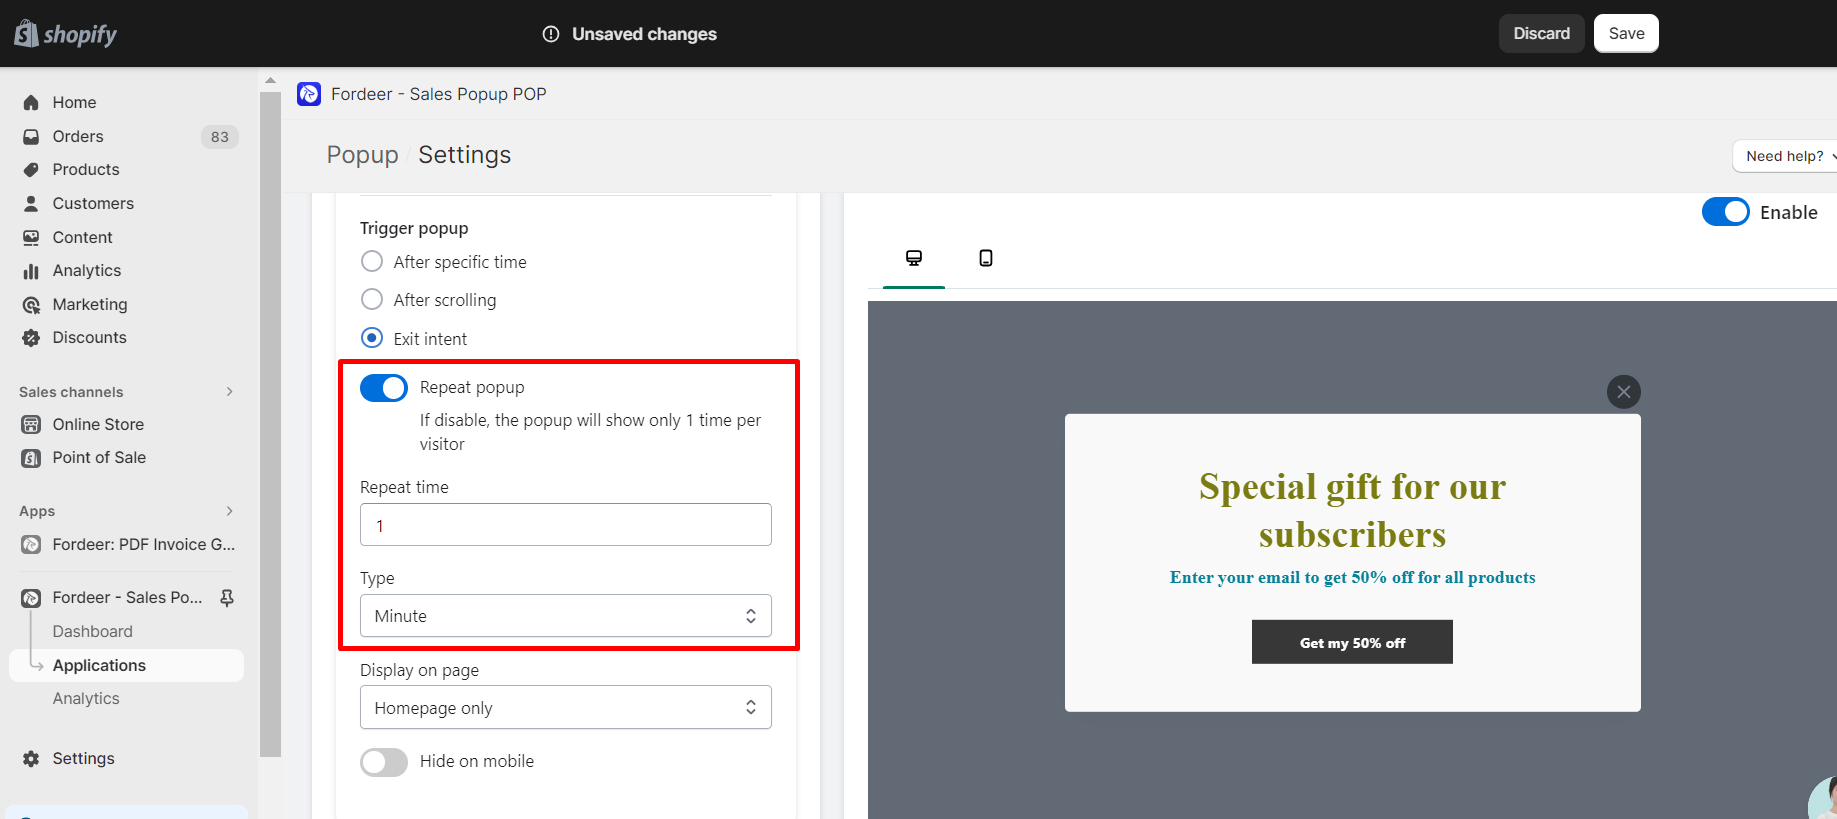 shopify
Unsaved changes
Discard
Save
Home
Orders
83
Products
Customers
Content
Analytics
Marketing
Discounts
Sales channels
Online Store
Point of Sale
Apps
Fordeer: PDF Invoice G...
Fordeer - Sales Po...
Dashboard
Applications
Analytics
Settings
Fordeer - Sales Popup POP
Popup / Settings
Need help?
Trigger popup
After specific time
After scrolling
Exit intent
Repeat popup
If disable, the popup will show only 1 time per
visitor
Repeat time
1
Type
Minute
Display on page
Homepage only
Hide on mobile
Enable
Special gift for our
subscribers
Enter your email to get 50% off for all products
Get my 50% off